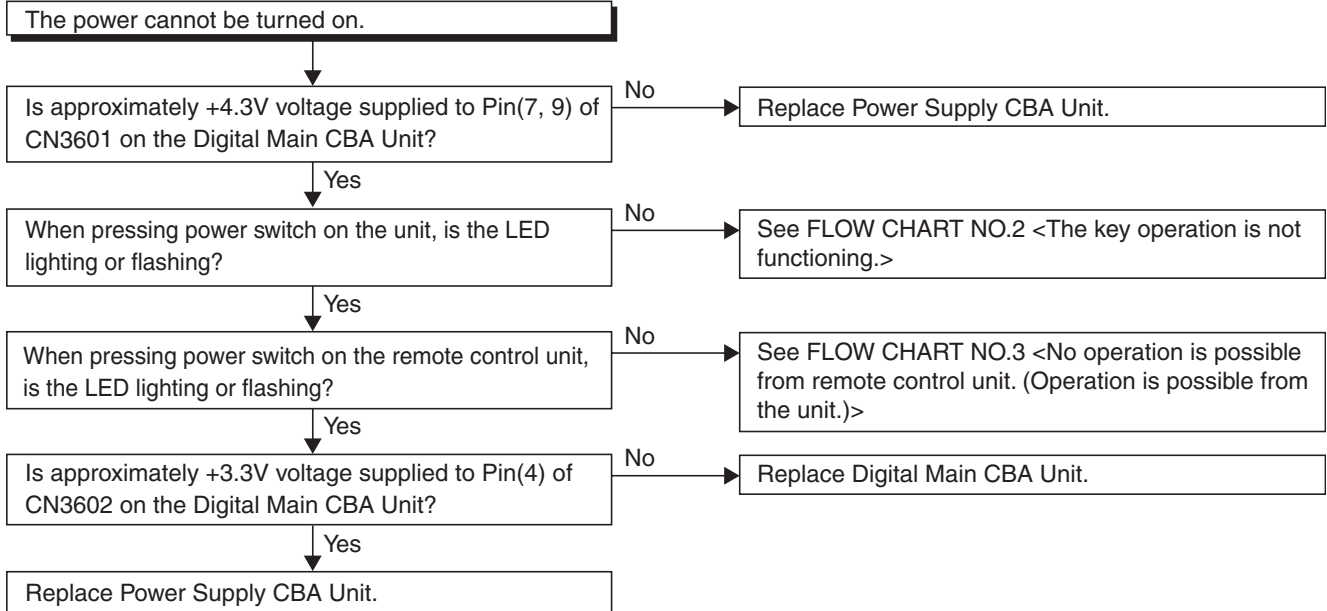 The power cannot be turned on.
Is approximately +4.3V voltage supplied to Pin(7, 9) of
CN3601 on the Digital Main CBA Unit?
No
Replace Power Supply CBA Unit.
Yes
When pressing power switch on the unit, is the LED
lighting or flashing?
No
See FLOW CHART NO.2 <The key operation is not
functioning.>
Yes
When pressing power switch on the remote control unit,
is the LED lighting or flashing?
No
See FLOW CHART NO.3 <No operation is possible
from remote control unit. (Operation is possible from
the unit.)>
Yes
Is approximately +3.3V voltage supplied to Pin(4) of
CN3602 on the Digital Main CBA Unit?
No
Replace Digital Main CBA Unit.
Yes
Replace Power Supply CBA Unit.